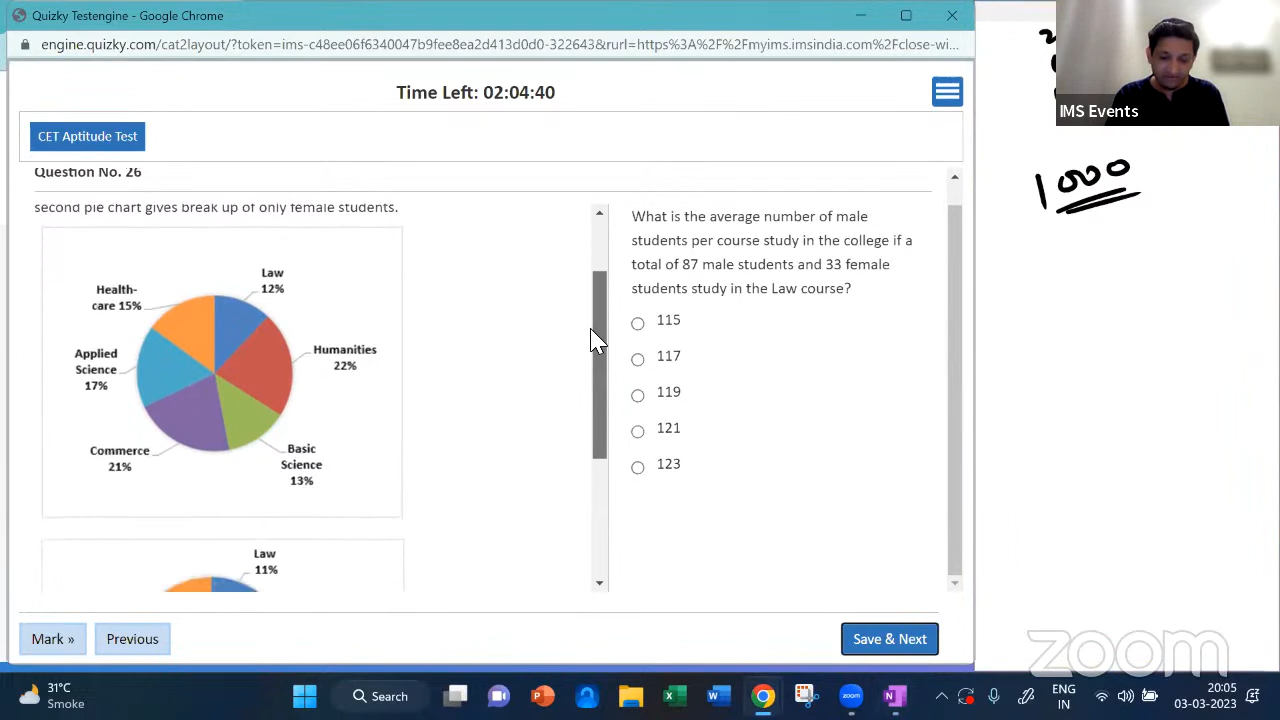 Quizky Testengine - Google Chrome
engine.quizky.com/cat2layout/?token=ims-c48ec0ff6340047b9fee8ea2d413d0d0-322643&rurl=https%3A%2F%2Fmyims.imsindia.com%2Fclose-wi...
Time Left: 02:04:40
CET Aptitude Test
Question No. 26
second pie chart gives break up of only female students.
Law
12%
Health-
care 15%
Humanities
22%
Applied
Science
17%
Commerce
21%
Basic
Science
13%
Law
11%
What is the average number of male
students per course study in the college if a
total of 87 male students and 33 female
students study in the Law course?
115
117
119
121
123
Mark »
Previous
Save & Next
IMS Events
1000
zoom
31°C
Smoke
Search
zoom
ENG
IN
20:05
03-03-2023